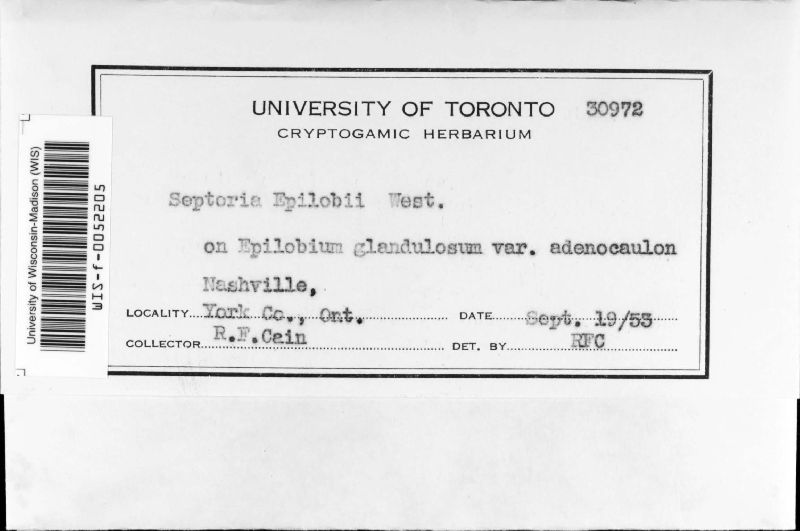 UNIVERSITY OF TORONTO 30972
CRYPTOGAMIC HERBARIUM
Septoria Epilobii West.
on Epilobium glandulosum var. adenocaulon
Nashville,
LOCALITY York Co., Ont. DATE Sept. 19/53
COLLECTOR R.F.Cain DET. BY RFC
University of Wisconsin-Madison (WIS)
WIS-f-0052205